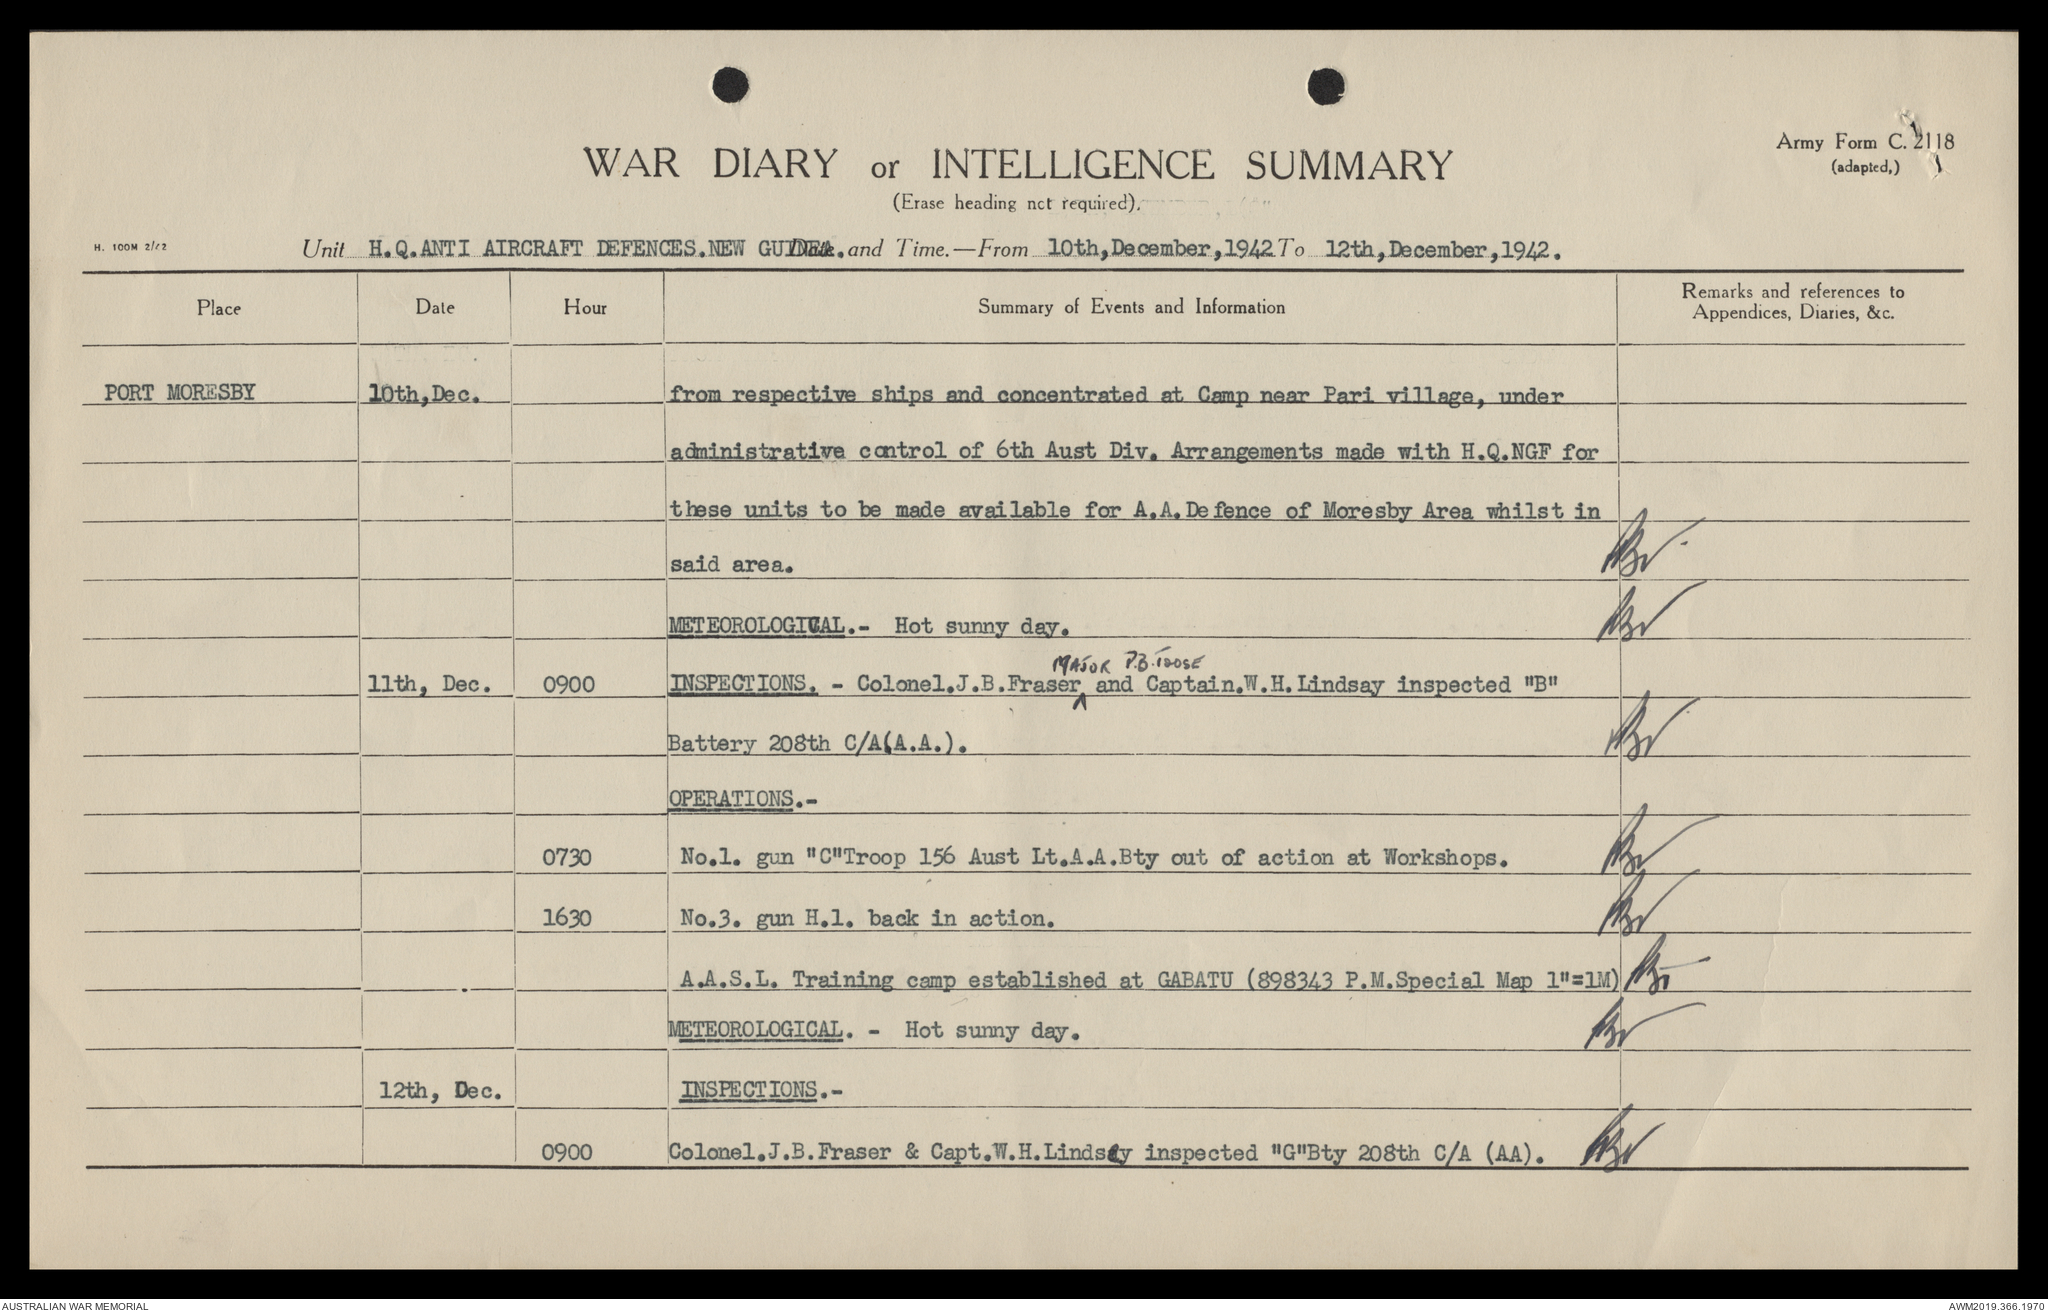 Army Form C. 2118
(adapted,)
WAR DIARY or INTELLIGENCE SUMMARY
(Erase heading not required).
H. 100M 2/42
Unit H.Q.ANTI AIRCRAFT DEFENCES.NEW GUINEA. Date and Time.—From 10th,December,1942 To 12th,December,1942.
Place Date Hour Summary of Events and Information Remarks and references to
Appendices, Diaries, &c.
PORT MORESBY 10th,Dec. from respective ships and concentrated at Camp near Pari village, under
administrative control of 6th Aust Div. Arrangements made with H.Q.NGF for
these units to be made available for A.A.Defence of Moresby Area whilst in
said area.
METEOROLOGICAL.- Hot sunny day.
MAJOR P.B.TOOSE
11th, Dec. 0900 INSPECTIONS. - Colonel.J.B.Fraser ^ and Captain.W.H.Lindsay inspected "B"
Battery 208th C/A(A.A.).
OPERATIONS.-
0730 No.1. gun "C"Troop 156 Aust Lt.A.A.Bty out of action at Workshops.
1630 No.3. gun H.1. back in action.
A.A.S.L. Training camp established at GABATU (898343 P.M.Special Map 1"=1M)
METEOROLOGICAL. - Hot sunny day.
12th, Dec. INSPECTIONS.-
0900 Colonel.J.B.Fraser & Capt.W.H.Lindsay inspected "G"Bty 208th C/A (AA).
AUSTRALIAN WAR MEMORIAL AWM2019.366.1970